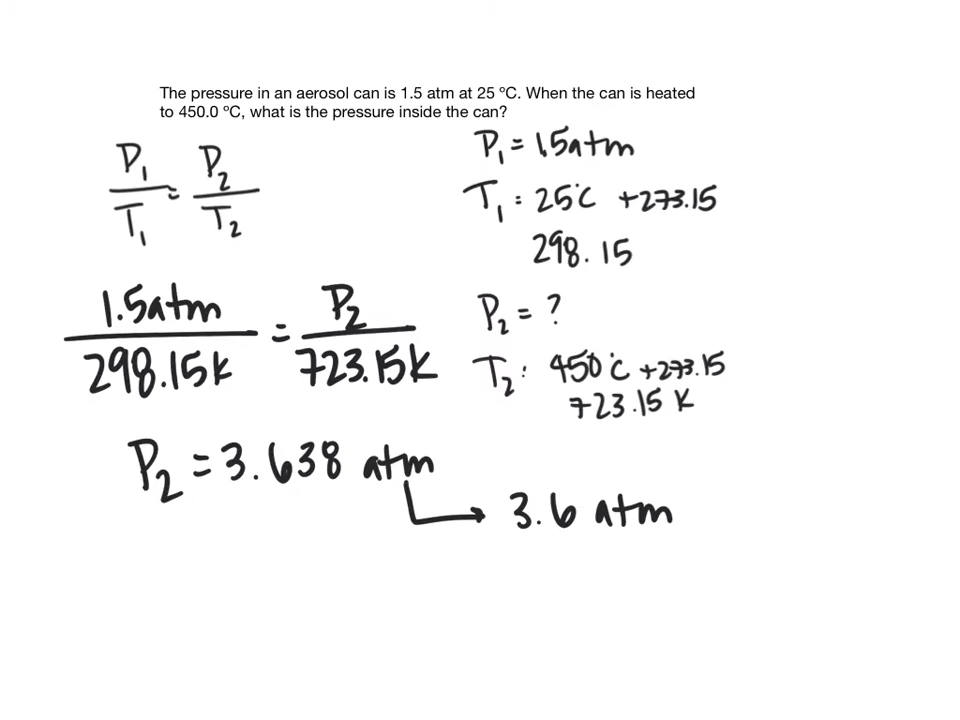 The pressure in an aerosol can is 1.5 atm at 25 ºC. When the can is heated
to 450.0 ºC, what is the pressure inside the can?
P₁/T₁ = P₂/T₂
P₁ = 1.5atm
T₁ : 25°C +273.15
298.15
1.5atm/298.15K = P₂/723.15K
P₂ = ?
T₂ : 450°C +273.15
723.15 K
P₂ = 3.638 atm
3.6 atm